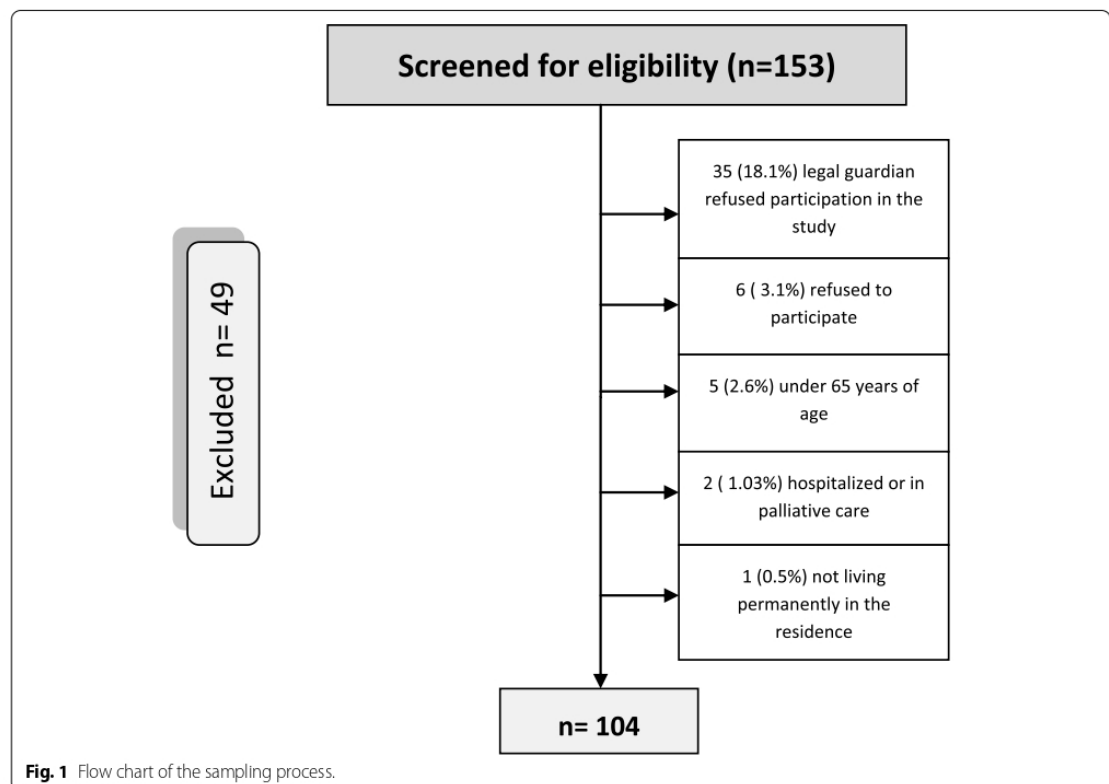 Screened for eligibility (n=153)
35 (18.1%) legal guardian
refused participation in the
study
6 ( 3.1%) refused to
participate
5 (2.6%) under 65 years of
age
2 ( 1.03%) hospitalized or in
palliative care
1 (0.5%) not living
permanently in the
residence
Excluded n= 49
n= 104
Fig. 1 Flow chart of the sampling process.